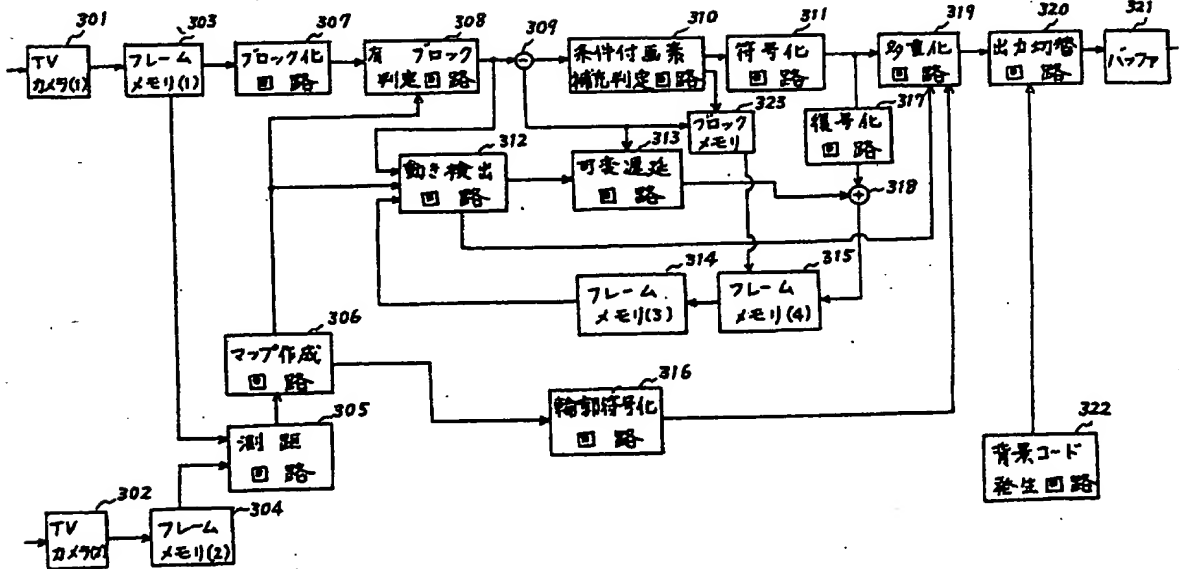 301
TV
カメラ(1)
303
フレーム
メモリ(1)
307
ブロック化
回路
308
有 ブロック
判定回路
309
310
条件付画素
補充判定回路
311
符号化
回路
319
多重化
回路
320
出力切替
回路
321
バッファ
323
ブロック
メモリ
317
復号化
回路
312
動き検出
回路
313
可変遅延
回路
318
314
フレーム
メモリ(3)
315
フレーム
メモリ(4)
306
マップ作成
回路
316
輪郭符号化
回路
305
測距
回路
322
背景コード
発生回路
302
TV
カメラ(2)
304
フレーム
メモリ(2)